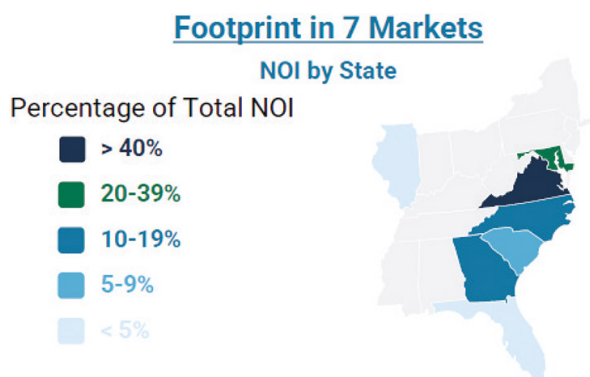 Footprint in 7 Markets
NOI by State
Percentage of Total NOI
> 40%
20-39%
10-19%
5-9%
< 5%